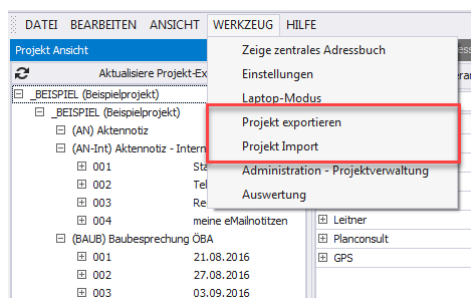 DATEI BEARBEITEN ANSICHT WERKZEUG HILFE
Projekt Ansicht
Zeige zentrales Adressbuch
Aktualisiere Projekt-Ex
Einstellungen
_BEISPIEL (Beispielprojekt)
Laptop-Modus
_BEISPIEL (Beispielprojekt)
Projekt exportieren
(AN) Aktennotiz
Projekt Import
(AN-Int) Aktennotiz - Intern
001
Administration - Projektverwaltung
002
Auswertung
003
004 meine eMailnotitzen
Leitner
(BAUB) Baubesprechung ÖBA
Planconsult
001 21.08.2016
GPS
002 27.08.2016
003 03.09.2016